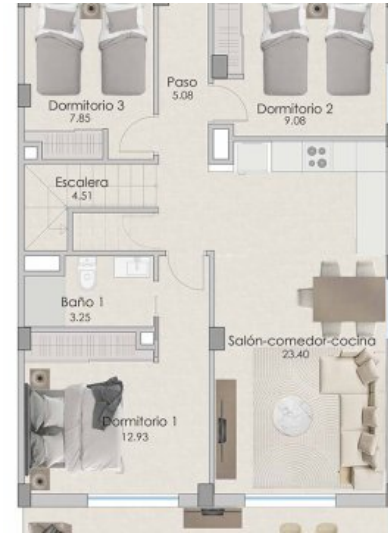 Dormitorio 3
7.85
Paso
5.08
Dormitorio 2
9.08
Escalera
4.51
Baño 1
3.25
Salón-comedor-cocina
23.40
Dormitorio 1
12.93